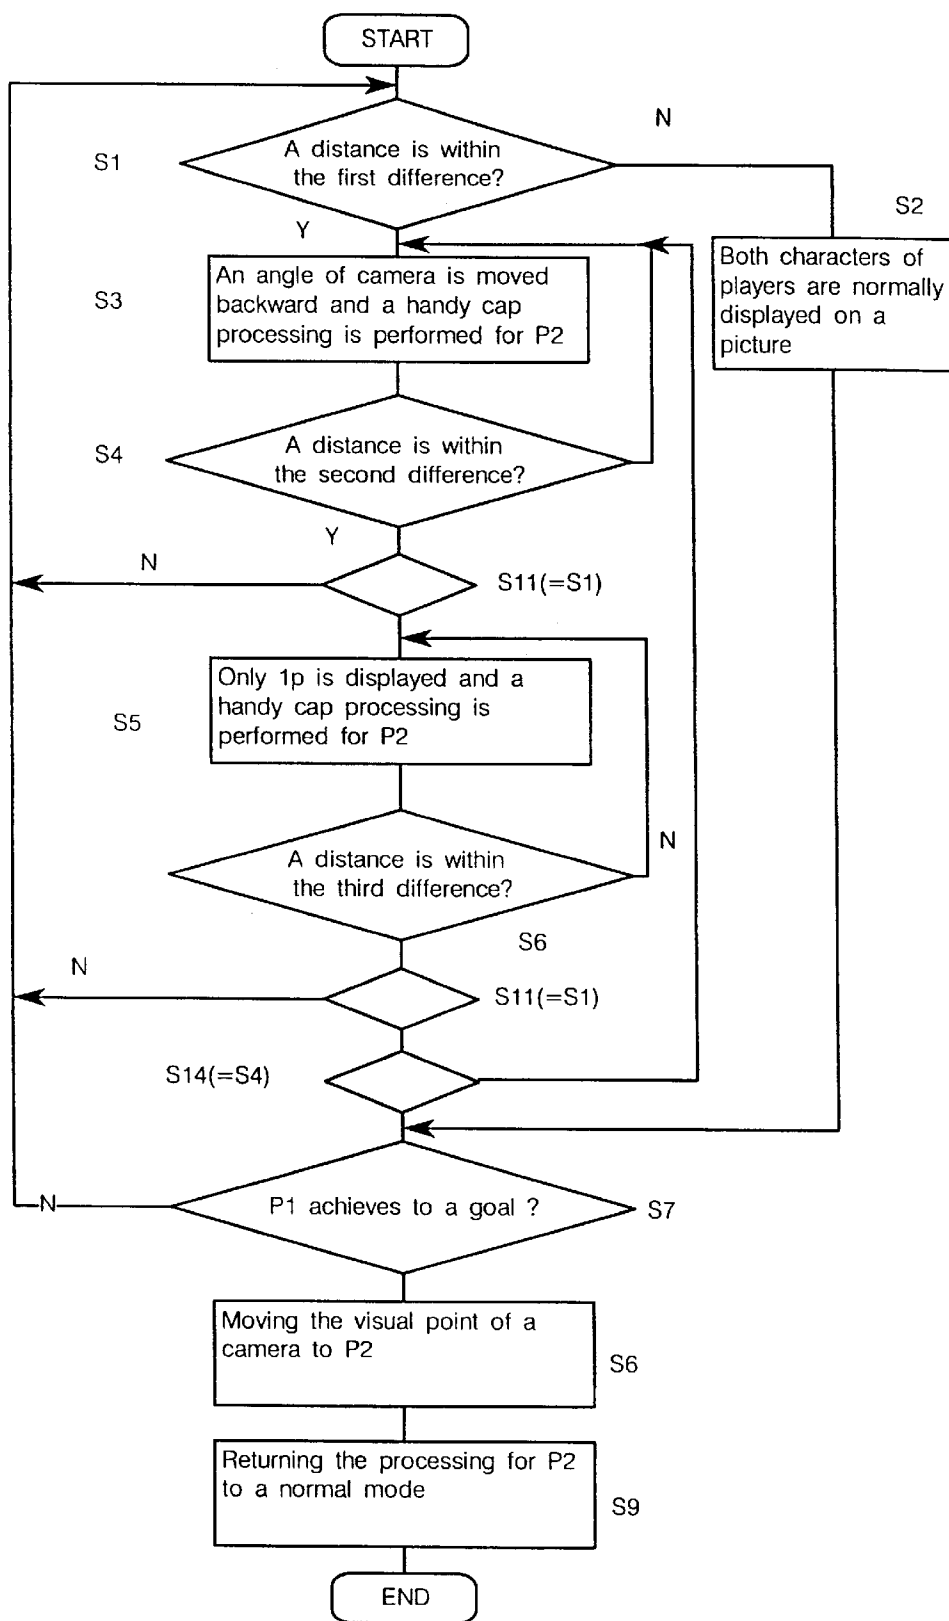 START
N
S1
A distance is within
the first difference?
S2
Y
Both characters of
players are normally
displayed on a
picture
S3
An angle of camera is moved
backward and a handy cap
processing is performed for P2
S4
A distance is within
the second difference?
Y
N
S11(=S1)
Only 1p is displayed and a
handy cap processing is
performed for P2
S5
N
A distance is within
the third difference?
S6
N
S11(=S1)
S14(=S4)
N
P1 achieves to a goal ?
S7
Moving the visual point of a
camera to P2
S6
Returning the processing for P2
to a normal mode
S9
END